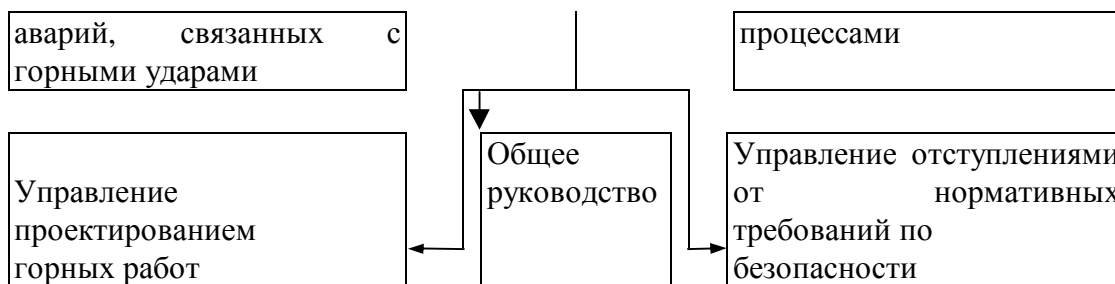 аварий, связанных с
горными ударами
процессами
Управление
проектированием
горных работ
Общее
руководство
Управление отступлениями
от нормативных
требований по
безопасности